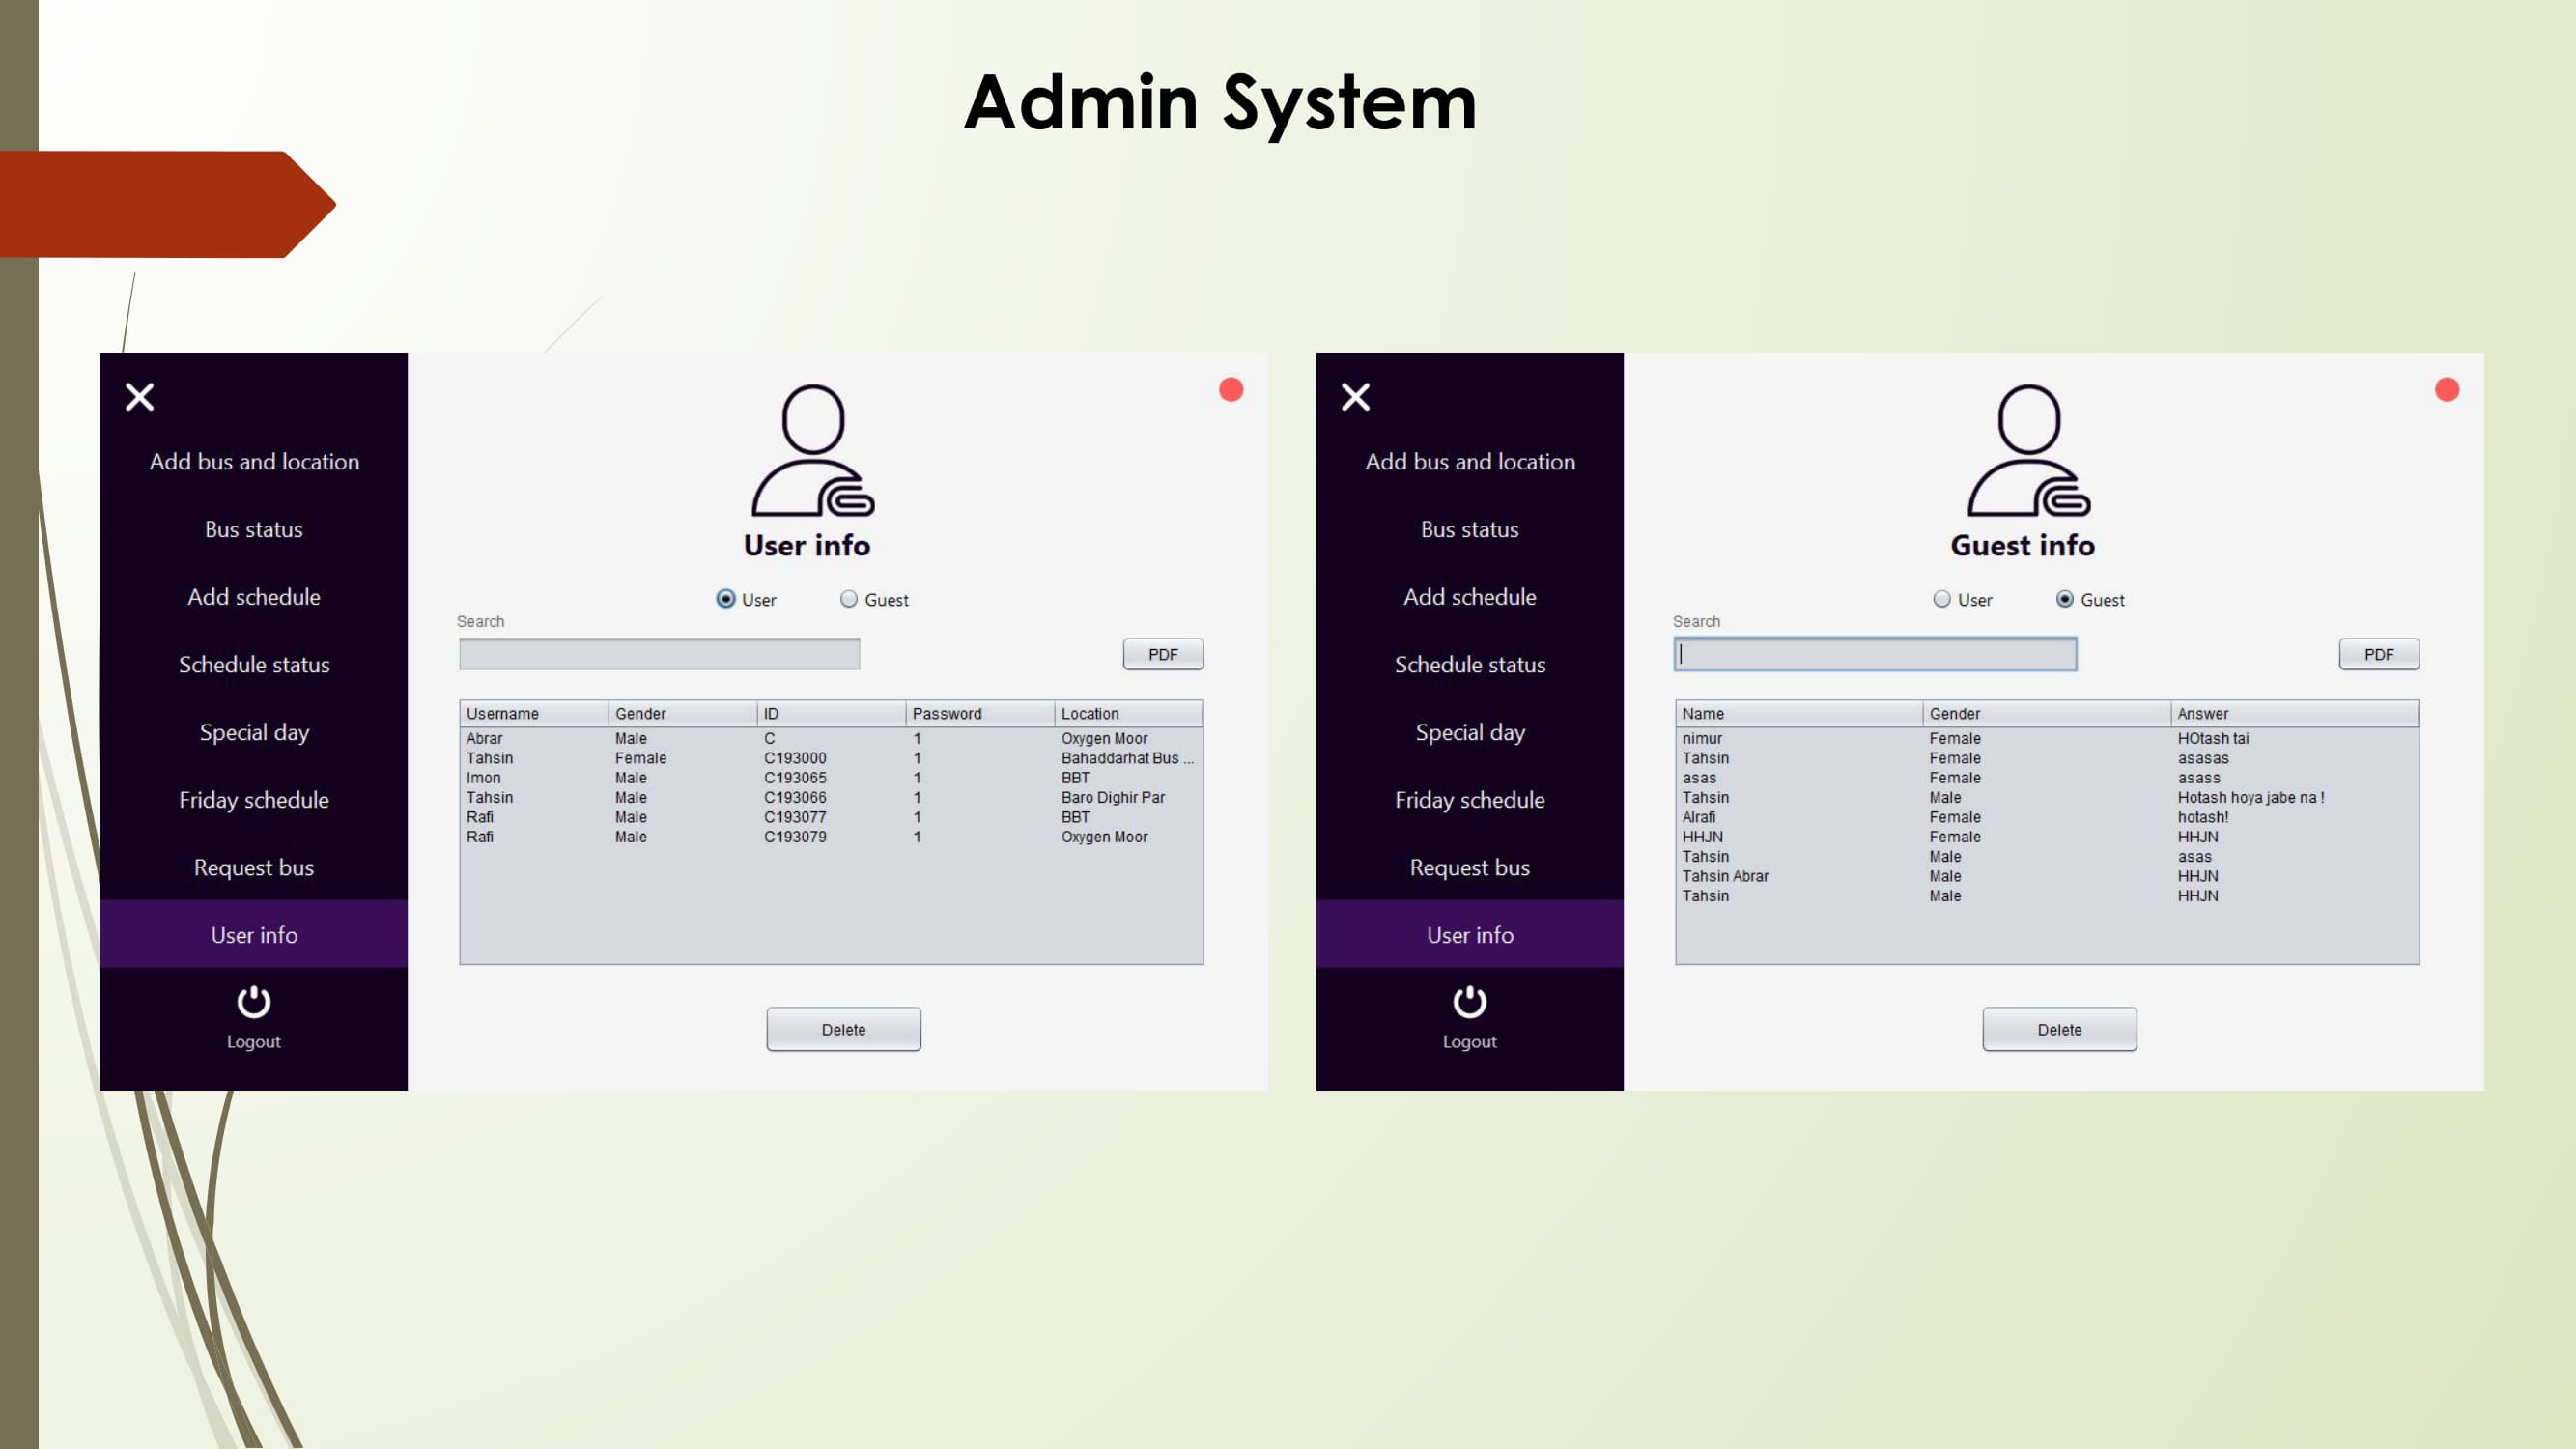 Admin System
Add bus and location
Bus status
Add schedule
Schedule status
Special day
Friday schedule
Request bus
User info
Logout
User info
User Guest
Search
PDF
Username Gender ID Password Location
Abrar Male C 1 Oxygen Moor
Tahsin Female C193000 1 Bahaddarhat Bus ...
Imon Male C193065 1 BBT
Tahsin Male C193066 1 Baro Dighir Par
Rafi Male C193077 1 BBT
Rafi Male C193079 1 Oxygen Moor
Delete
Add bus and location
Bus status
Add schedule
Schedule status
Special day
Friday schedule
Request bus
User info
Logout
Guest info
User Guest
Search
PDF
Name Gender Answer
nimur Female HOtash tai
Tahsin Female asasas
asas Female asass
Tahsin Male Hotash hoya jabe na !
Alrafi Female hotash!
HHJN Female HHJN
Tahsin Male asas
Tahsin Abrar Male HHJN
Tahsin Male HHJN
Delete